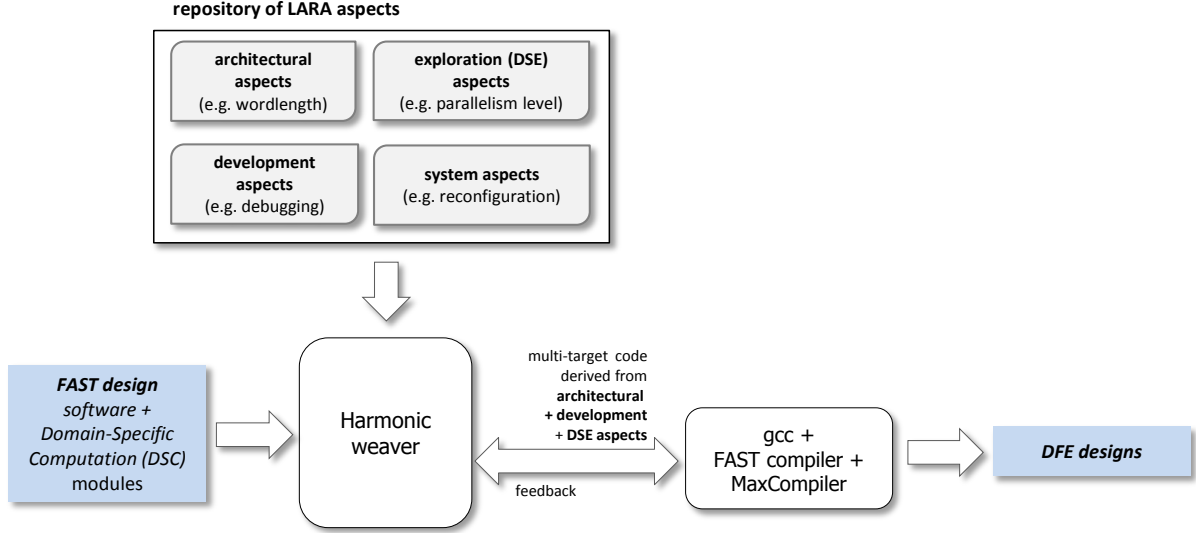 repository of LARA aspects
architectural
aspects
(e.g. wordlength)
exploration (DSE)
aspects
(e.g. parallelism level)
development
aspects
(e.g. debugging)
system aspects
(e.g. reconfiguration)
FAST design
software +
Domain-Specific
Computation (DSC)
modules
Harmonic
weaver
multi-target code
derived from
architectural
+ development
+ DSE aspects
feedback
gcc +
FAST compiler +
MaxCompiler
DFE designs